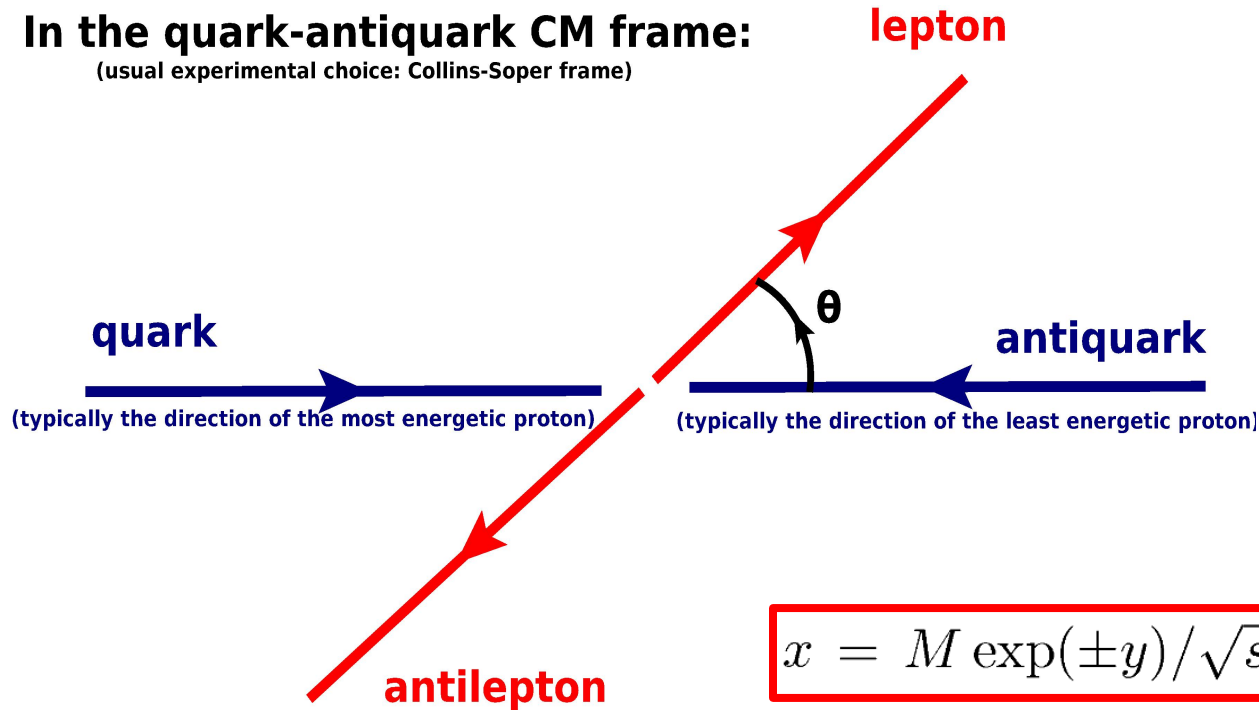 In the quark-antiquark CM frame:
(usual experimental choice: Collins-Soper frame)
lepton
θ
quark
antiquark
(typically the direction of the most energetic proton)
(typically the direction of the least energetic proton)
antilepton
x = M exp(±y)/√s